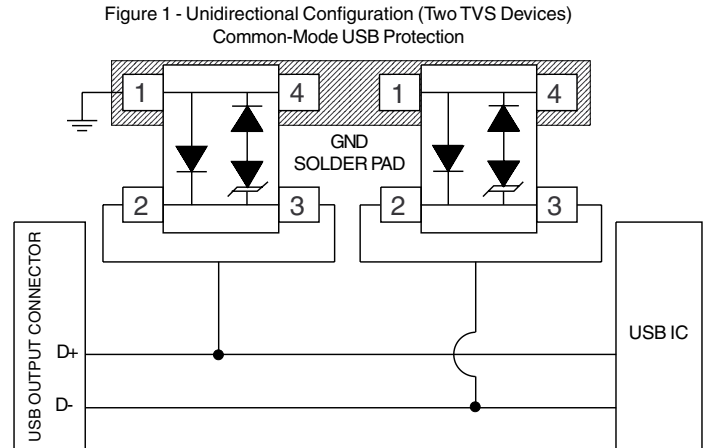 Figure 1 - Unidirectional Configuration (Two TVS Devices)
Common-Mode USB Protection
1
4
1
4
GND
SOLDER PAD
2
3
2
3
USB OUTPUT CONNECTOR
D+
D-
USB IC